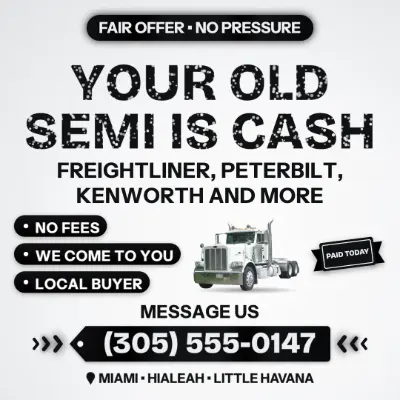 FAIR OFFER • NO PRESSURE
YOUR OLD
SEMI IS CASH
FREIGHTLINER, PETERBILT,
KENWORTH AND MORE
• NO FEES
• WE COME TO YOU
• LOCAL BUYER
PAID TODAY
MESSAGE US
(305) 555-0147
MIAMI • HIALEAH • LITTLE HAVANA